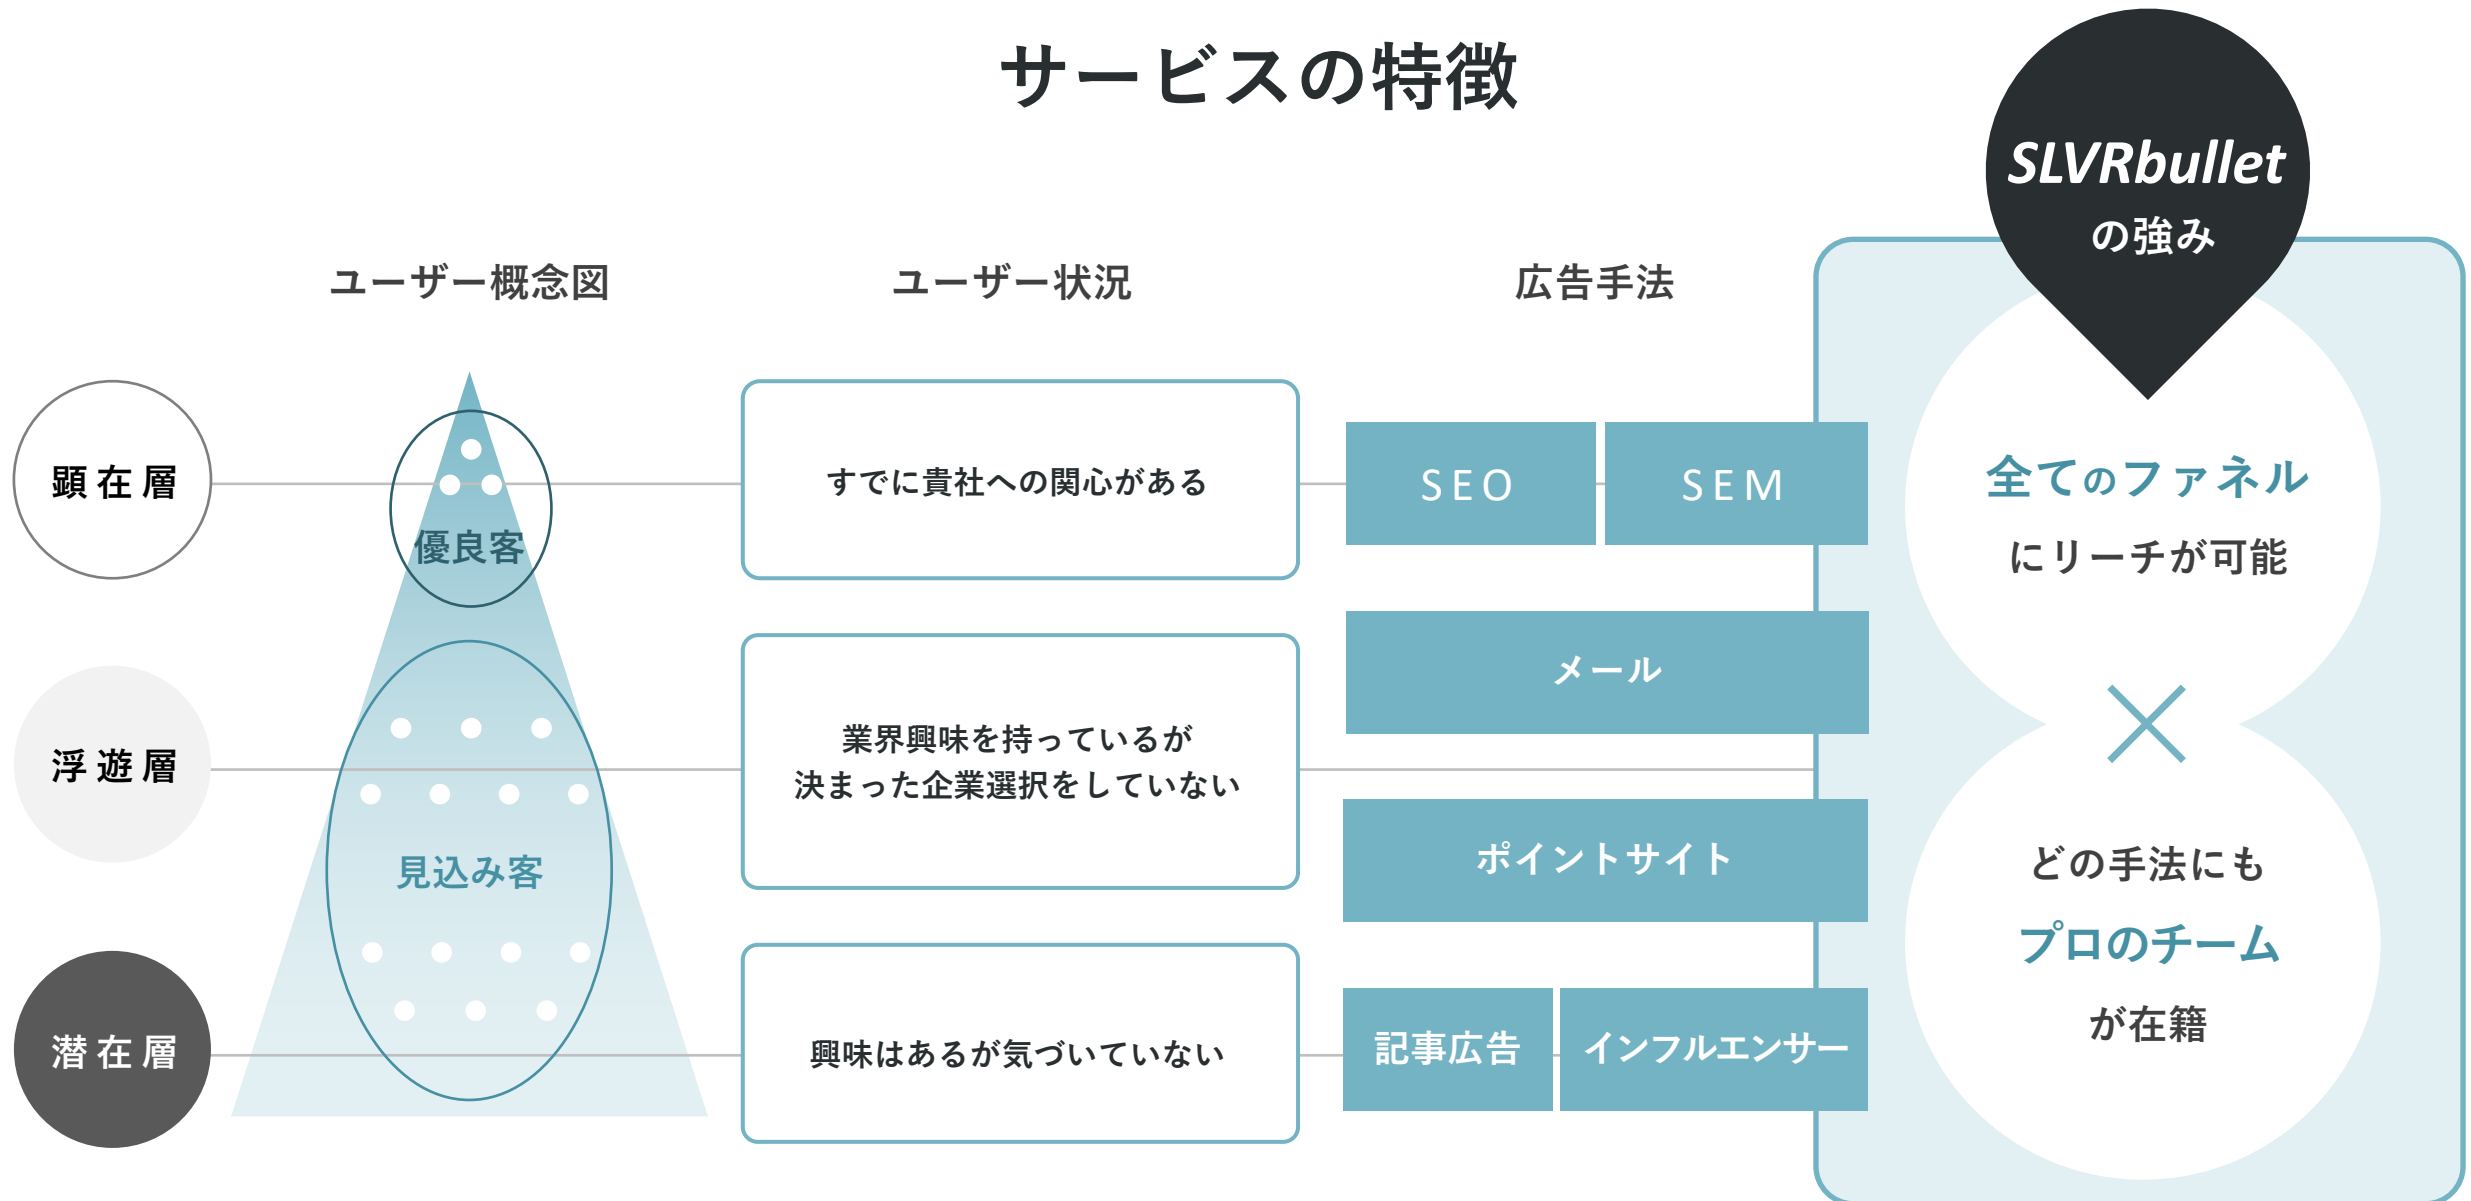 サービスの特徴
SLVRbullet
の強み
ユーザー概念図
ユーザー状況
広告手法
顕在層
優良客
すでに貴社への関心がある
SEO
SEM
全てのファネル
にリーチが可能
浮遊層
見込み客
業界興味を持っているが
決まった企業選択をしていない
メール
ポイントサイト
×
どの手法にも
プロのチーム
が在籍
潜在層
興味はあるが気づいていない
記事広告
インフルエンサー